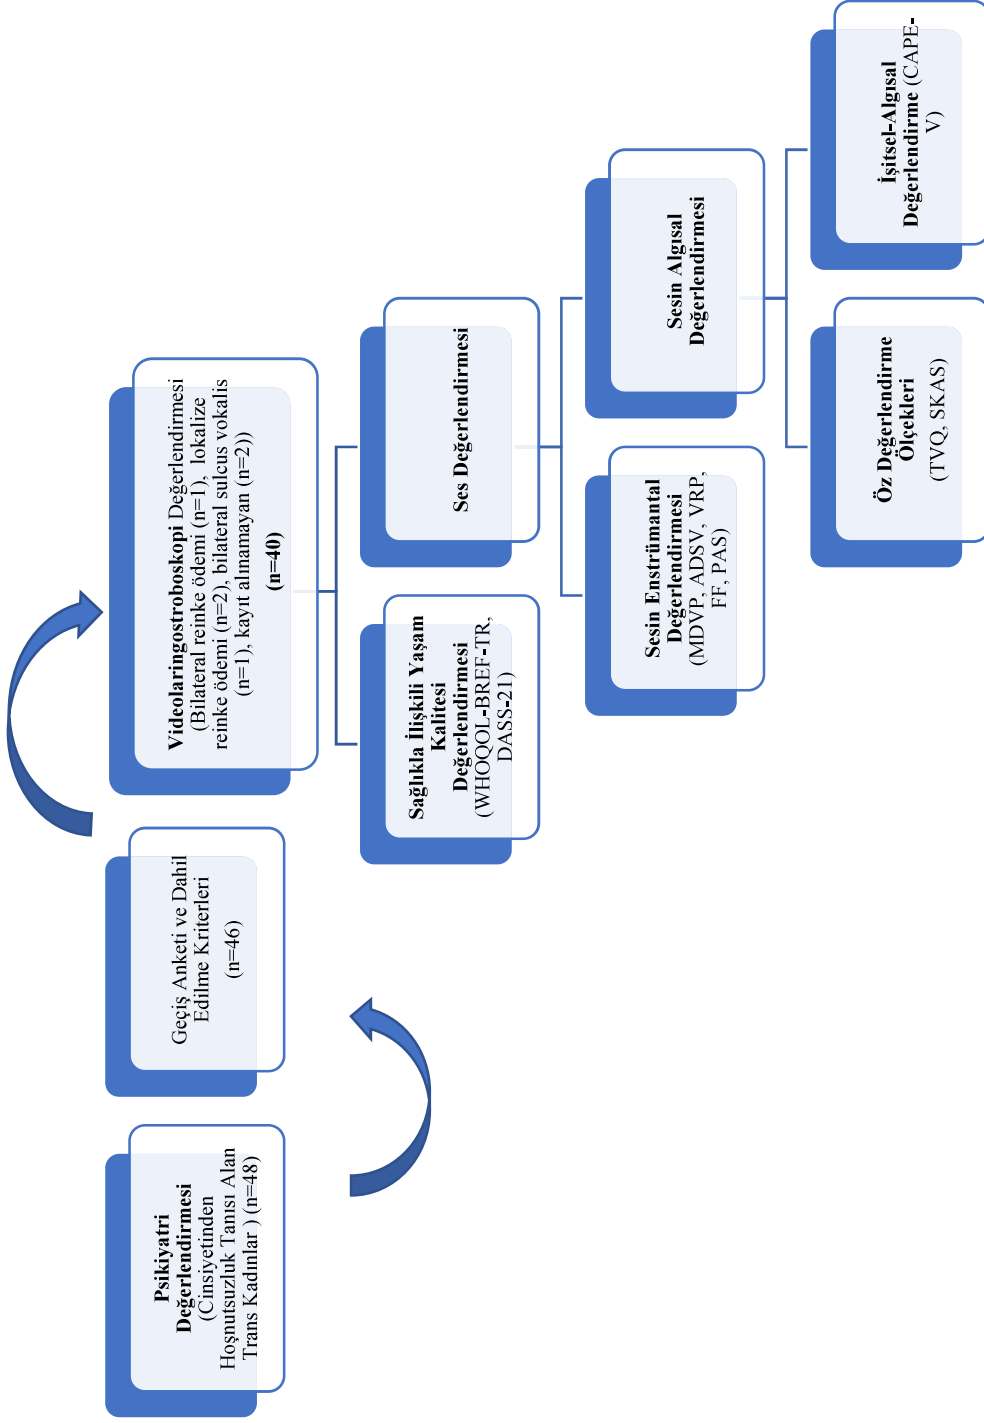 Psikiyatri
Değerlendirmesi
(Cinsiyetinden
Hoşnutsuzluk Tanısı Alan
Trans Kadınlar ) (n=48)
Geçiş Anketi ve Dahil
Edilme Kriterleri
(n=46)
Videolaringostroboskopi Değerlendirmesi
(Bilateral reinke ödemi (n=1), lokalize
reinke ödemi (n=2), bilateral sulcus vokalis
(n=1), kayıt alınamayan (n=2))
(n=40)
Sağlıkla İlişkili Yaşam
Kalitesi
Değerlendirmesi
(WHOQOL-BREF-TR,
DASS-21)
Ses Değerlendirmesi
Sesin Enstrümantal
Değerlendirmesi
(MDVP, ADSV, VRP,
FF, PAS)
Sesin Algısal
Değerlendirmesi
Öz Değerlendirme
Ölçekleri
(TVQ, SKAS)
İşitsel-Algısal
Değerlendirme (CAPE-
V)